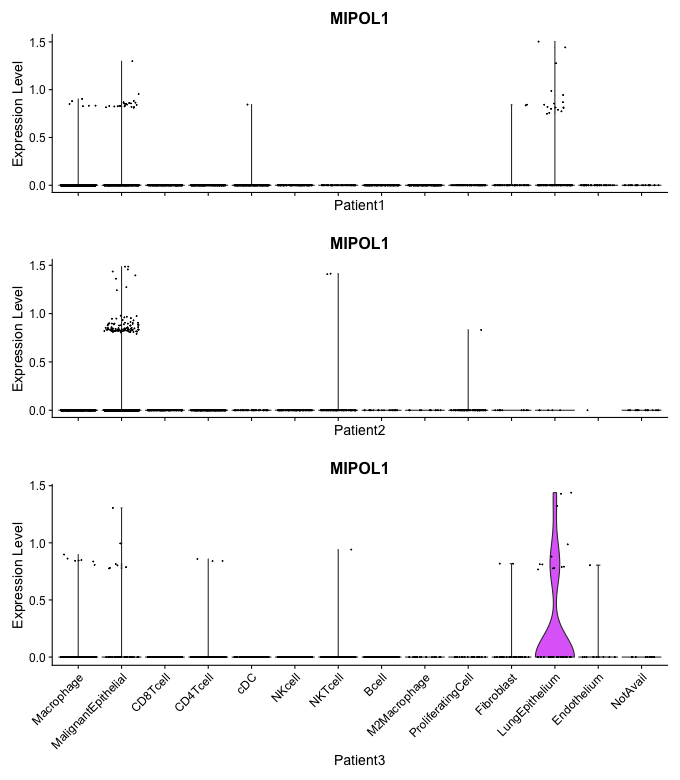 MIPOL1
Expression Level
1.5
1.0
0.5
0.0
Patient1
MIPOL1
Expression Level
1.5
1.0
0.5
0.0
Patient2
MIPOL1
Expression Level
1.5
1.0
0.5
0.0
Macrophage
MalignantEpithelial
CD8Tcell
CD4Tcell
cDC
NKcell
NKTcell
Bcell
M2Macrophage
ProliferatingCell
Fibroblast
LungEpithelium
Endothelium
NotAvail
Patient3